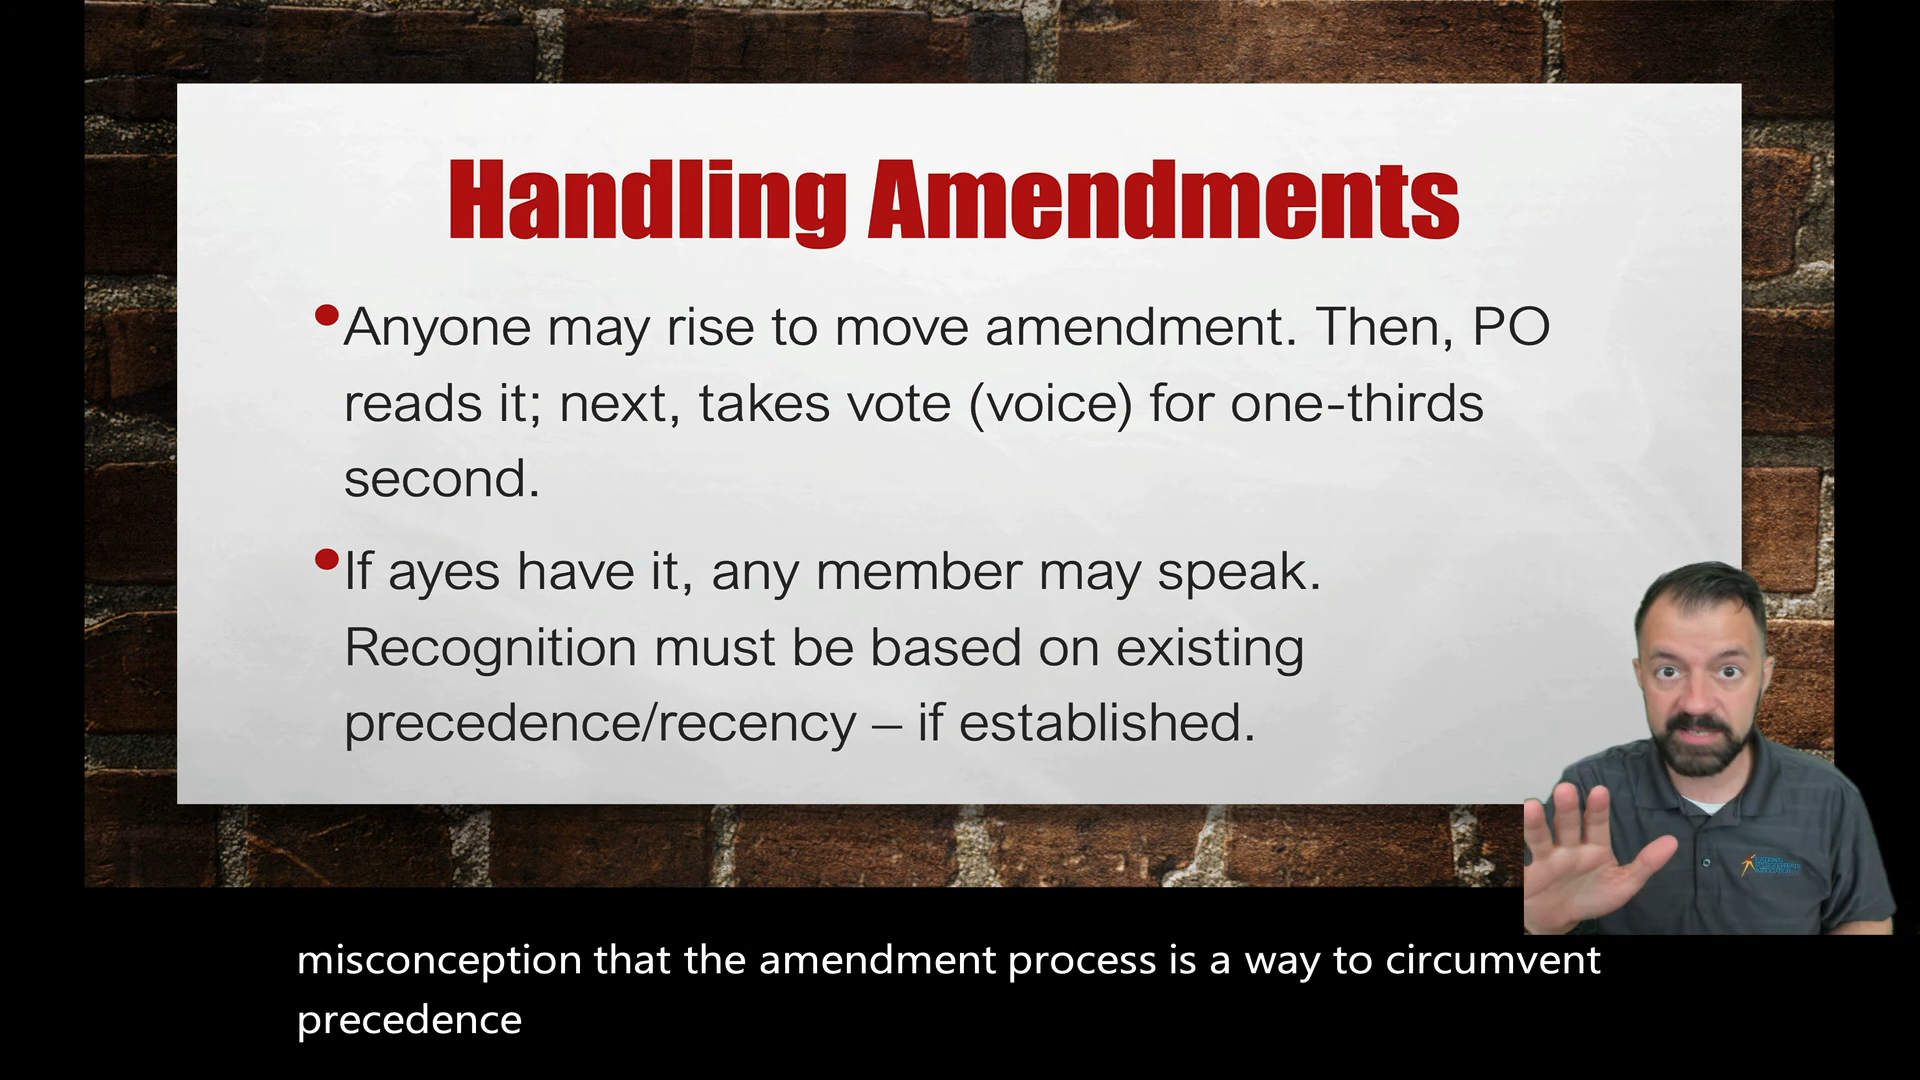 Handling Amendments
•Anyone may rise to move amendment. Then, PO
reads it; next, takes vote (voice) for one-thirds
second.
•If ayes have it, any member may speak.
Recognition must be based on existing
precedence/recency – if established.
misconception that the amendment process is a way to circumvent
precedence